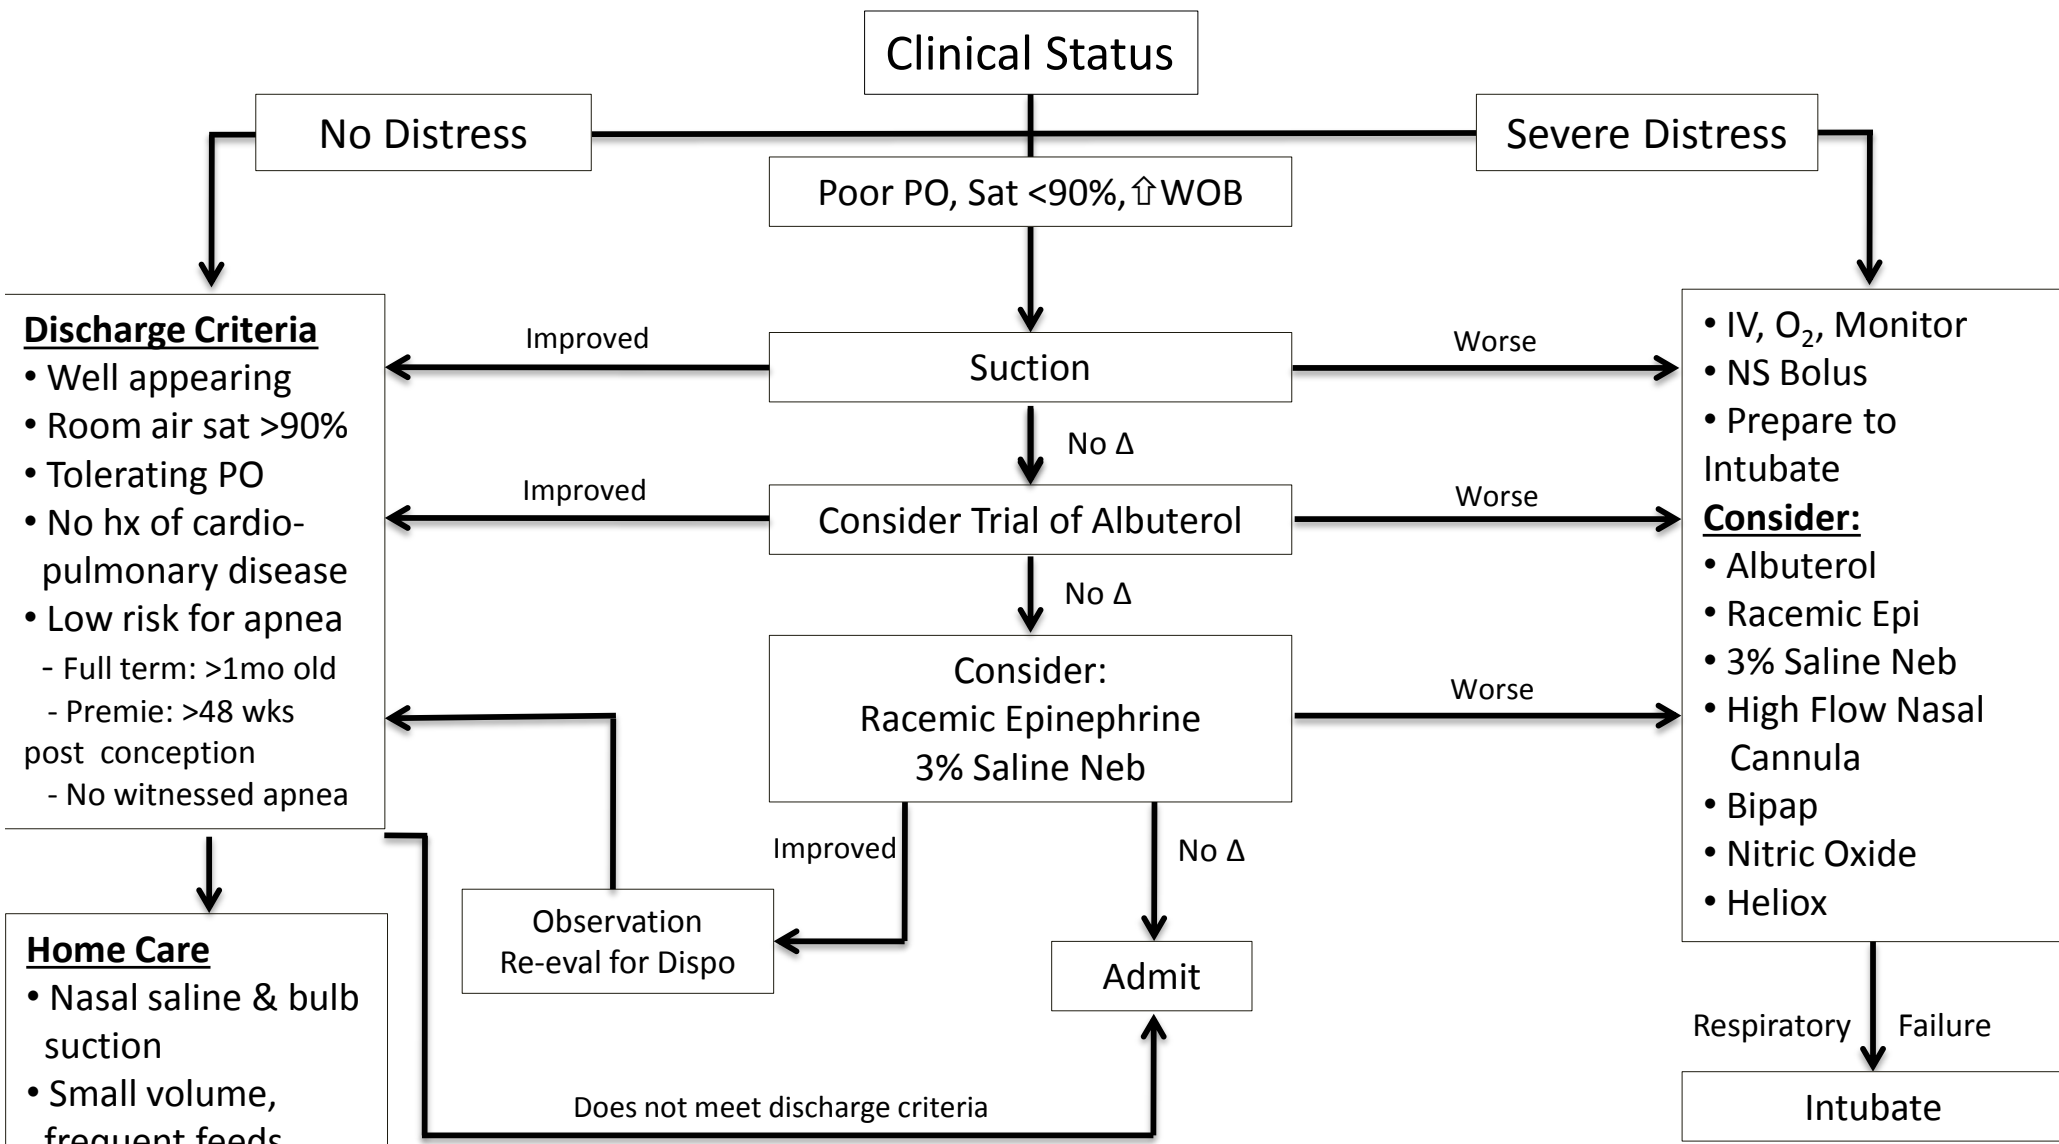 Clinical Status
No Distress
Severe Distress
Poor PO, Sat <90%,⇧WOB
Discharge Criteria
• Well appearing
• Room air sat >90%
• Tolerating PO
• No hx of cardio-
pulmonary disease
• Low risk for apnea
- Full term: >1mo old
- Premie: >48 wks
post conception
- No witnessed apnea
Improved
Suction
Worse
No Δ
Improved
Consider Trial of Albuterol
Worse
No Δ
Consider:
Racemic Epinephrine
3% Saline Neb
Worse
Improved
No Δ
Observation
Re-eval for Dispo
Admit
• IV, O₂, Monitor
• NS Bolus
• Prepare to
Intubate
Consider:
• Albuterol
• Racemic Epi
• 3% Saline Neb
• High Flow Nasal
Cannula
• Bipap
• Nitric Oxide
• Heliox
Respiratory Failure
Intubate
Home Care
• Nasal saline & bulb
suction
• Small volume,
frequent feeds
Does not meet discharge criteria